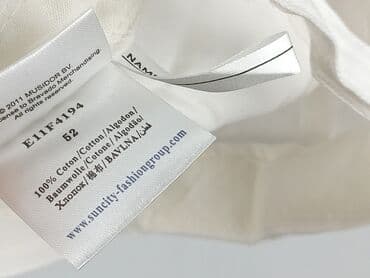 © 2011 MUSIDOR BV.
license to Bravado Merchandising.
All rights reserved.
E11F4194
52
100% Coton/Cotton/Algodon/
Baumwolle/Cotone/Algodão/
Хлопок/棉布/BAVLNA/قطن
www.suncity-fashiongroup.com
NAM